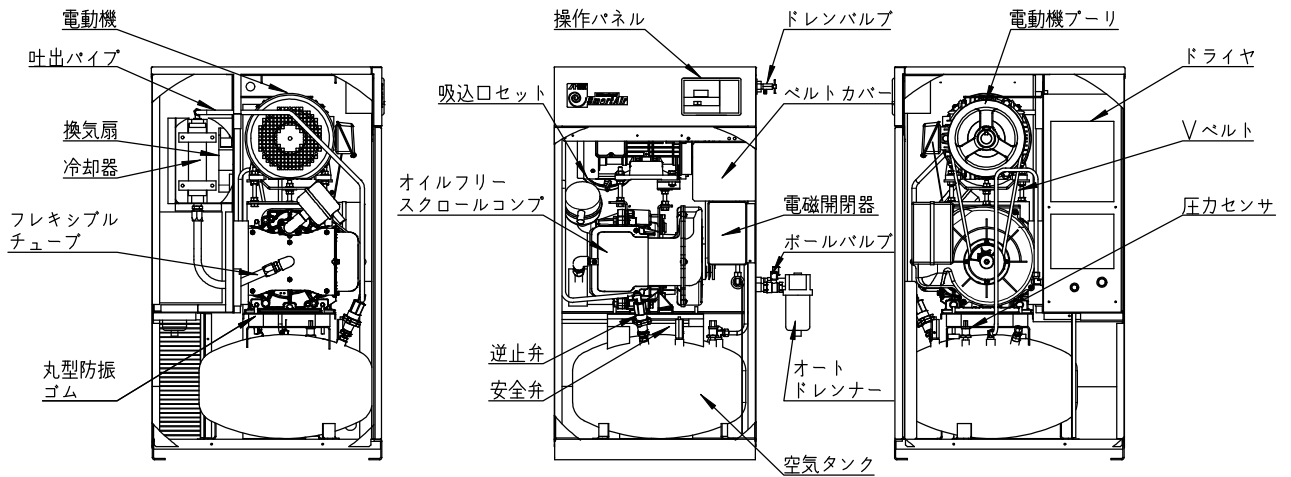 電動機
吐出パイプ
換気扇
冷却器
フレキシブル
チューブ
丸型防振
ゴム
操作パネル
ドレンバルブ
吸込口セット
ベルトカバー
オイルフリー
スクロールコンプ
電磁開閉器
ボールバルブ
逆止弁
安全弁
オート
ドレンナー
空気タンク
電動機プーリ
ドライヤ
Vベルト
圧力センサ